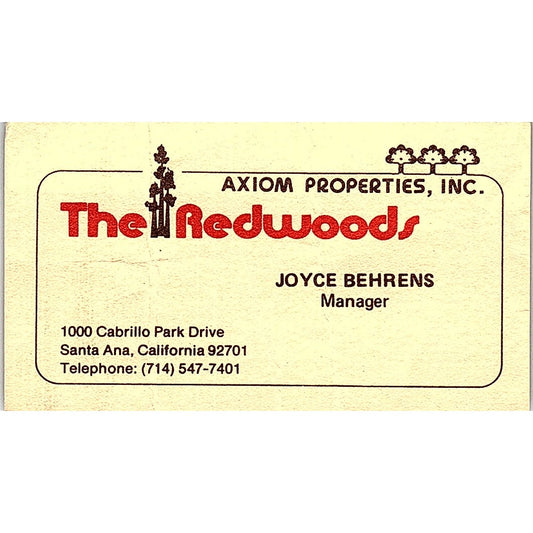 AXIOM PROPERTIES, INC.
The Redwoods
JOYCE BEHRENS
Manager
1000 Cabrillo Park Drive
Santa Ana, California 92701
Telephone: (714) 547-7401